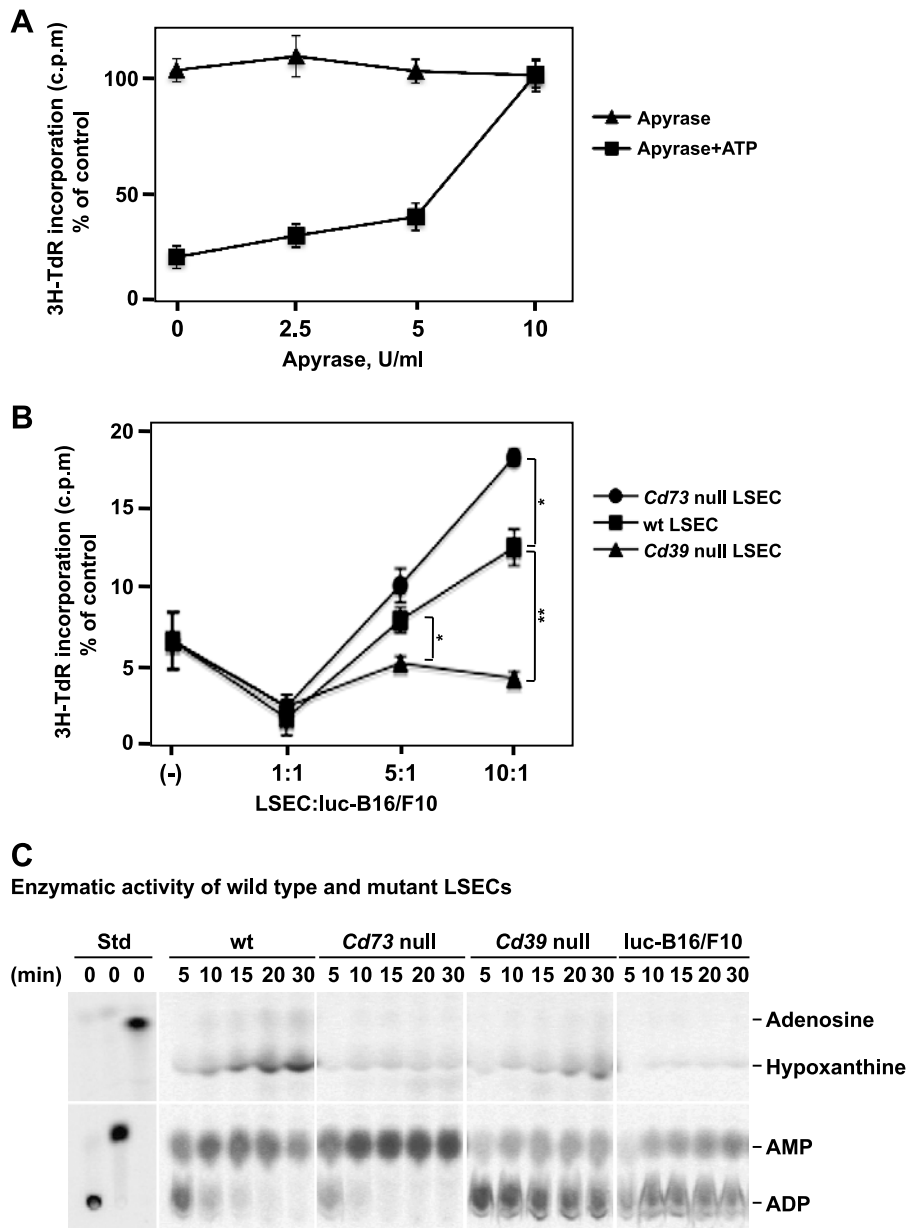 A
3H-TdR incorporation (c.p.m)
% of control
100
50
0
0 2.5 5 10
Apyrase, U/ml
Apyrase
Apyrase+ATP
B
3H-TdR incorporation (c.p.m)
% of control
20
15
10
5
0
(-) 1:1 5:1 10:1
LSEC:luc-B16/F10
*
*
**
Cd73 null LSEC
wt LSEC
Cd39 null LSEC
C
Enzymatic activity of wild type and mutant LSECs
Std wt Cd73 null Cd39 null luc-B16/F10
(min) 0 0 0 5 10 15 20 30 5 10 15 20 30 5 10 15 20 30 5 10 15 20 30
Adenosine
Hypoxanthine
AMP
ADP